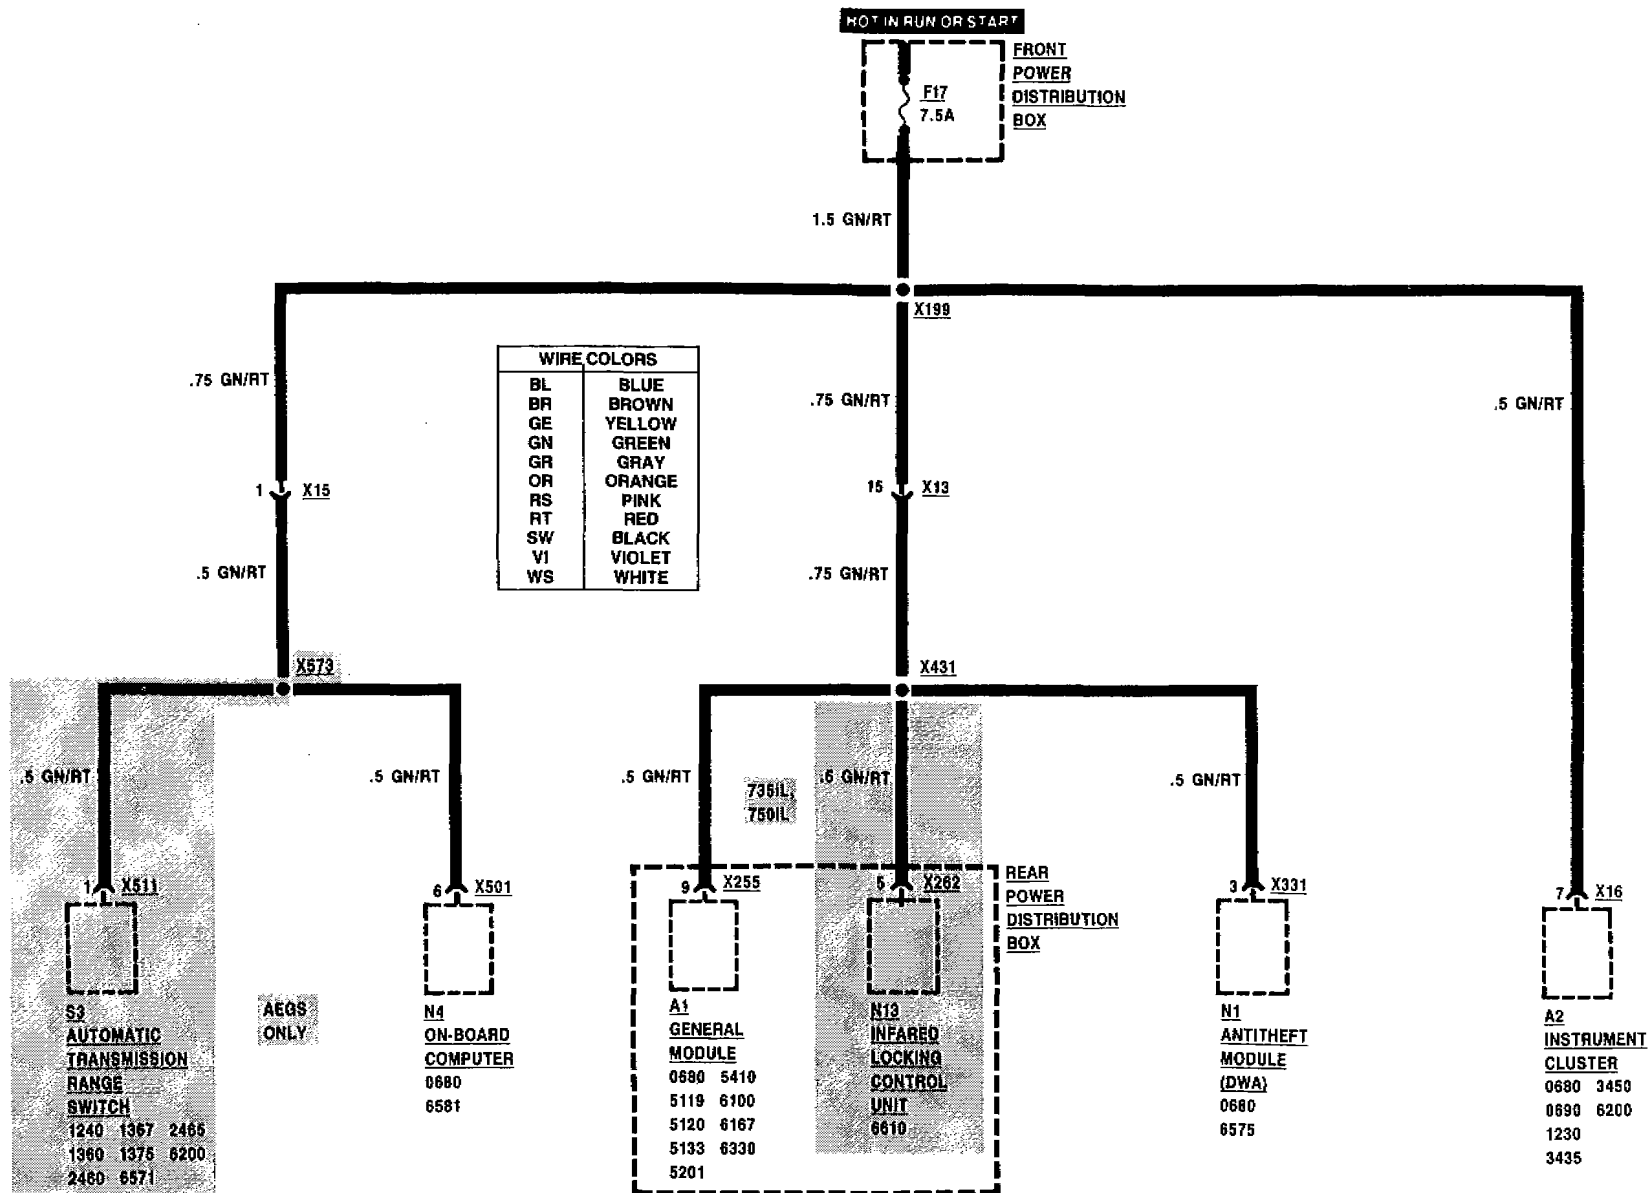 HOT IN RUN OR START
FRONT
POWER
DISTRIBUTION
BOX
F17
7.5A
1.5 GN/RT
X199
.75 GN/RT
.75 GN/RT
.5 GN/RT
WIRE COLORS
BL BLUE
BR BROWN
GE YELLOW
GN GREEN
GR GRAY
OR ORANGE
RS PINK
RT RED
SW BLACK
VI VIOLET
WS WHITE
1 X15
15 X13
.5 GN/RT
.75 GN/RT
X573
X431
.5 GN/RT
.5 GN/RT
.5 GN/RT
735IL,
750IL
.5 GN/RT
.5 GN/RT
1 X511
6 X501
9 X255
5 X262
REAR
POWER
DISTRIBUTION
BOX
3 X331
7 X16
S3
AUTOMATIC
TRANSMISSION
RANGE
SWITCH
1240 1367 2465
1360 1375 6200
2460 6571
AEGS
ONLY
N4
ON-BOARD
COMPUTER
0680
6581
A1
GENERAL
MODULE
0680 5410
5119 6100
5120 6167
5133 6330
5201
N13
INFARED
LOCKING
CONTROL
UNIT
6610
N1
ANTITHEFT
MODULE
(DWA)
0680
6575
A2
INSTRUMENT
CLUSTER
0680 3450
0690 6200
1230
3435